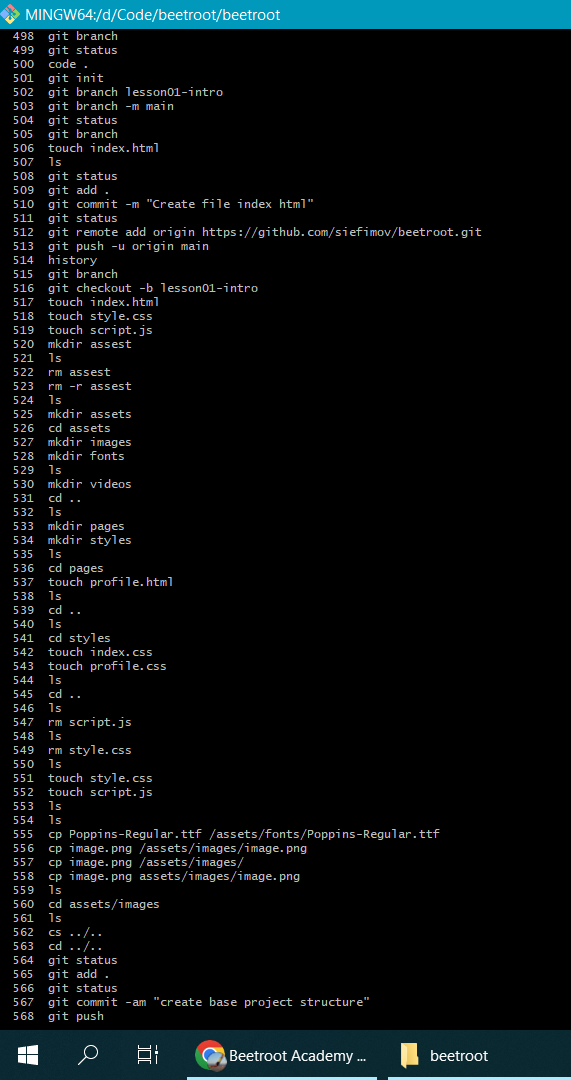 MINGW64:/d/Code/beetroot/beetroot
498 git branch
499 git status
500 code .
501 git init
502 git branch lesson01-intro
503 git branch -m main
504 git status
505 git branch
506 touch index.html
507 ls
508 git status
509 git add .
510 git commit -m "Create file index html"
511 git status
512 git remote add origin https://github.com/siefimov/beetroot.git
513 git push -u origin main
514 history
515 git branch
516 git checkout -b lesson01-intro
517 touch index.html
518 touch style.css
519 touch script.js
520 mkdir assest
521 ls
522 rm assest
523 rm -r assest
524 ls
525 mkdir assets
526 cd assets
527 mkdir images
528 mkdir fonts
529 ls
530 mkdir videos
531 cd ..
532 ls
533 mkdir pages
534 mkdir styles
535 ls
536 cd pages
537 touch profile.html
538 ls
539 cd ..
540 ls
541 cd styles
542 touch index.css
543 touch profile.css
544 ls
545 cd ..
546 ls
547 rm script.js
548 ls
549 rm style.css
550 ls
551 touch style.css
552 touch script.js
553 ls
554 ls
555 cp Poppins-Regular.ttf /assets/fonts/Poppins-Regular.ttf
556 cp image.png /assets/images/image.png
557 cp image.png /assets/images/
558 cp image.png assets/images/image.png
559 ls
560 cd assets/images
561 ls
562 cs ../..
563 cd ../..
564 git status
565 git add .
566 git status
567 git commit -am "create base project structure"
568 git push
Beetroot Academy ... beetroot